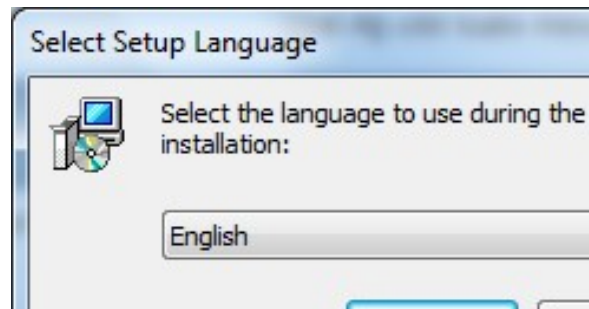 Select Setup Language
Select the language to use during the
installation:
English